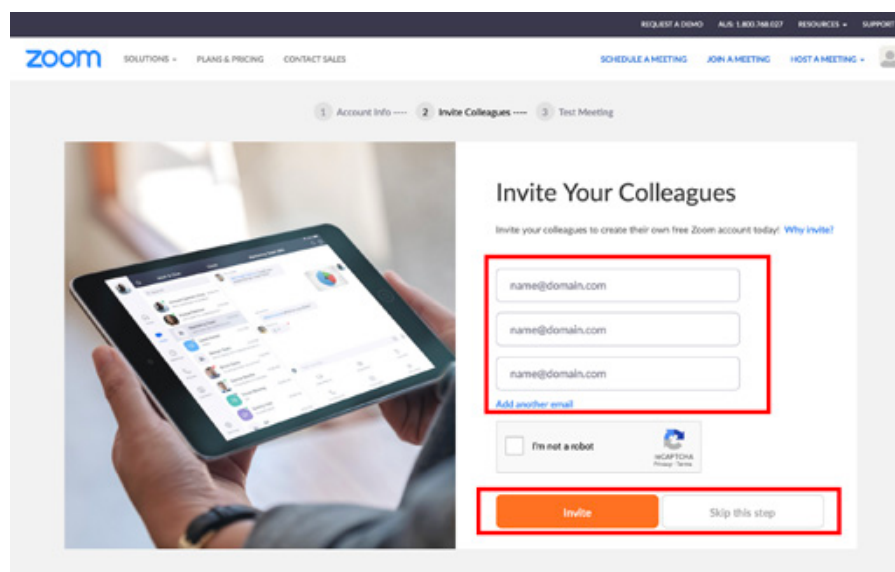 REQUEST A DEMO AUS: 1.800.768.027 RESOURCES SUPPORT
zoom SOLUTIONS PLANS & PRICING CONTACT SALES SCHEDULE A MEETING JOIN A MEETING HOST A MEETING
1 Account Info ---- 2 Invite Colleagues ---- 3 Test Meeting
Invite Your Colleagues
Invite your colleagues to create their own free Zoom account today! Why invite?
name@domain.com
name@domain.com
name@domain.com
Add another email
I'm not a robot
reCAPTCHA
Privacy - Terms
Invite Skip this step